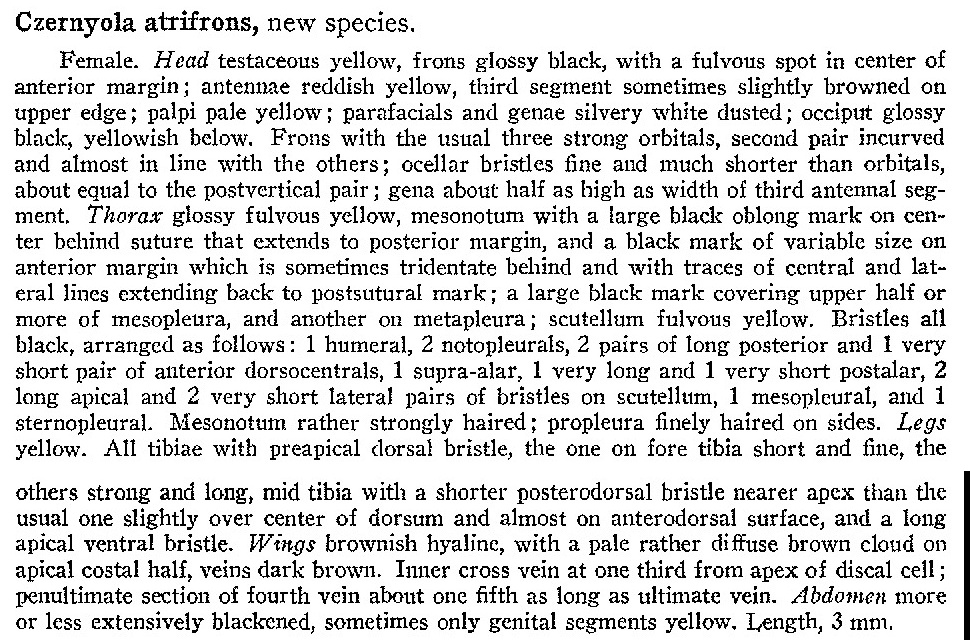 Czernyola atrifrons, new species.
Female. Head testaceous yellow, frons glossy black, with a fulvous spot in center of
anterior margin; antennae reddish yellow, third segment sometimes slightly browned on
upper edge; palpi pale yellow; parafacials and genae silvery white dusted; occiput glossy
black, yellowish below. Frons with the usual three strong orbitals, second pair incurved
and almost in line with the others; ocellar bristles fine and much shorter than orbitals,
about equal to the postvertical pair; gena about half as high as width of third antennal seg-
ment. Thorax glossy fulvous yellow, mesonotum with a large black oblong mark on cen-
ter behind suture that extends to posterior margin, and a black mark of variable size on
anterior margin which is sometimes tridentate behind and with traces of central and lat-
eral lines extending back to postsutural mark; a large black mark covering upper half or
more of mesopleura, and another on metapleura; scutellum fulvous yellow. Bristles all
black, arranged as follows: 1 humeral, 2 notopleurals, 2 pairs of long posterior and 1 very
short pair of anterior dorsocentrals, 1 supra-alar, 1 very long and 1 very short postalar, 2
long apical and 2 very short lateral pairs of bristles on scutellum, 1 mesopleural, and 1
sternopleural. Mesonotum rather strongly haired; propleura finely haired on sides. Legs
yellow. All tibiae with preapical dorsal bristle, the one on fore tibia short and fine, the
others strong and long, mid tibia with a shorter posterodorsal bristle nearer apex than the
usual one slightly over center of dorsum and almost on anterodorsal surface, and a long
apical ventral bristle. Wings brownish hyaline, with a pale rather diffuse brown cloud on
apical costal half, veins dark brown. Inner cross vein at one third from apex of discal cell;
penultimate section of fourth vein about one fifth as long as ultimate vein. Abdomen more
or less extensively blackened, sometimes only genital segments yellow. Length, 3 mm.